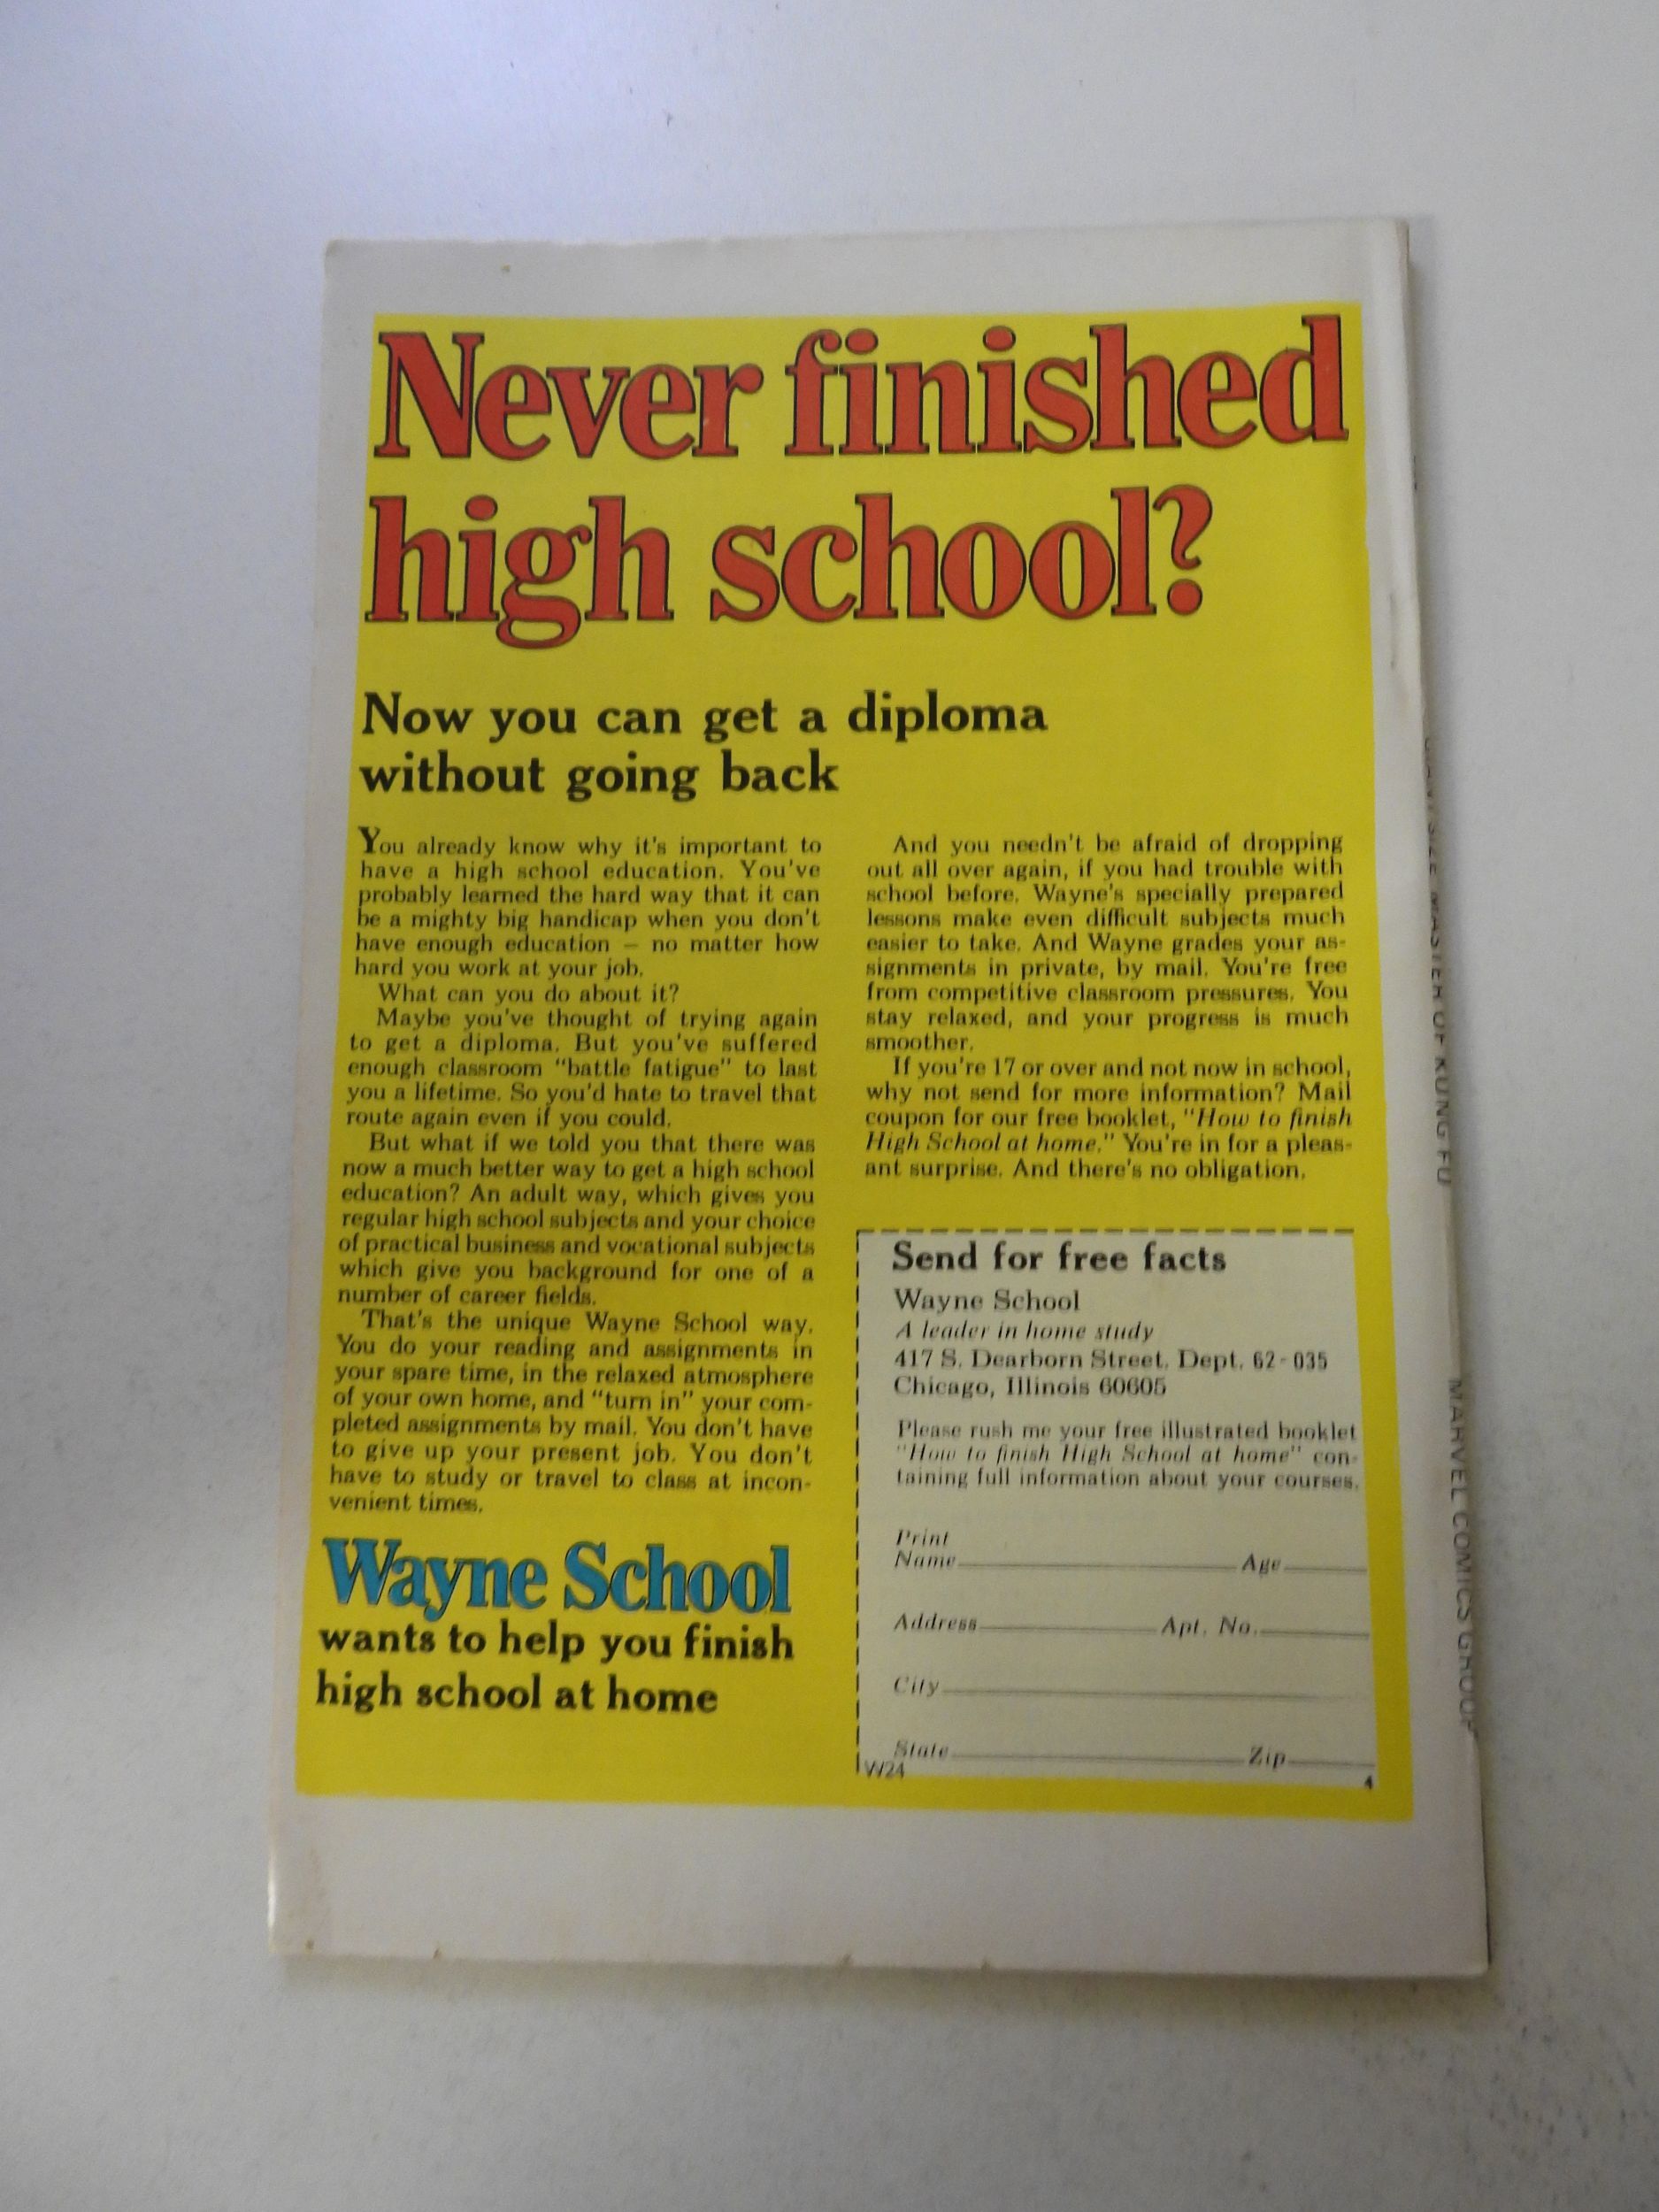 Never finished
high school?
Now you can get a diploma
without going back
You already know why it's important to
have a high school education. You've
probably learned the hard way that it can
be a mighty big handicap when you don't
have enough education — no matter how
hard you work at your job.
What can you do about it?
Maybe you've thought of trying again
to get a diploma. But you've suffered
enough classroom "battle fatigue" to last
you a lifetime. So you'd hate to travel that
route again even if you could.
But what if we told you that there was
now a much better way to get a high school
education? An adult way, which gives you
regular high school subjects and your choice
of practical business and vocational subjects
which give you background for one of a
number of career fields.
That's the unique Wayne School way.
You do your reading and assignments in
your spare time, in the relaxed atmosphere
of your own home, and "turn in" your com-
pleted assignments by mail. You don't have
to give up your present job. You don't
have to study or travel to class at incon-
venient times.
Wayne School
wants to help you finish
high school at home
And you needn't be afraid of dropping
out all over again, if you had trouble with
school before. Wayne's specially prepared
lessons make even difficult subjects much
easier to take. And Wayne grades your as-
signments in private, by mail. You're free
from competitive classroom pressures. You
stay relaxed, and your progress is much
smoother.
If you're 17 or over and not now in school,
why not send for more information? Mail
coupon for our free booklet, "How to finish
High School at home." You're in for a pleas-
ant surprise. And there's no obligation.
Send for free facts
Wayne School
A leader in home study
417 S. Dearborn Street, Dept. 62-035
Chicago, Illinois 60605
Please rush me your free illustrated booklet
"How to finish High School at home" con-
taining full information about your courses.
Print
Name Age
Address Apt. No.
City
State Zip
W24 4
GIANT-SIZE MASTER OF KUNG FU
MARVEL COMICS GROUP